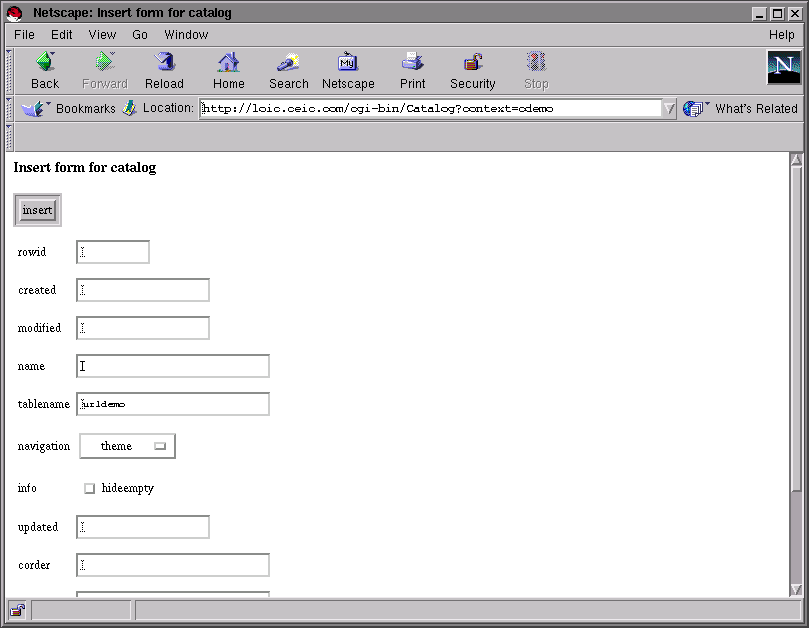 Netscape: Insert form for catalog
File Edit View Go Window Help
Back Forward Reload Home Search Netscape Print Security Stop
My
N
Bookmarks Location: http://loic.ceic.com/cgi-bin/Catalog?context=cdemo What's Related
Insert form for catalog
insert
rowid
created
modified
name
tablename urldemo
navigation theme
info hideempty
updated
corder